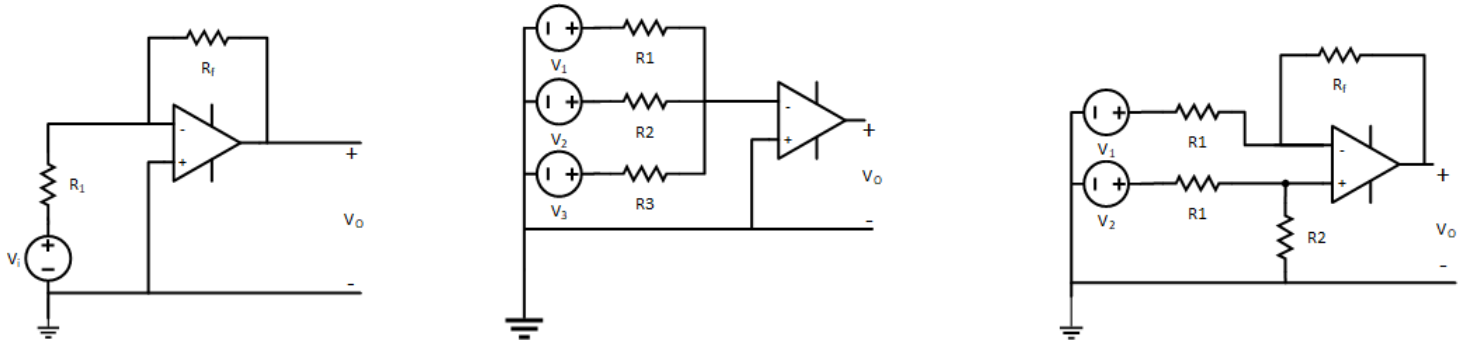 Rf
-
+
R1
+
-
Vi
+
Vo
-
- +
V1
R1
- +
V2
R2
- +
V3
R3
-
+
+
Vo
-
- +
V1
R1
- +
V2
R1
R2
Rf
-
+
+
Vo
-